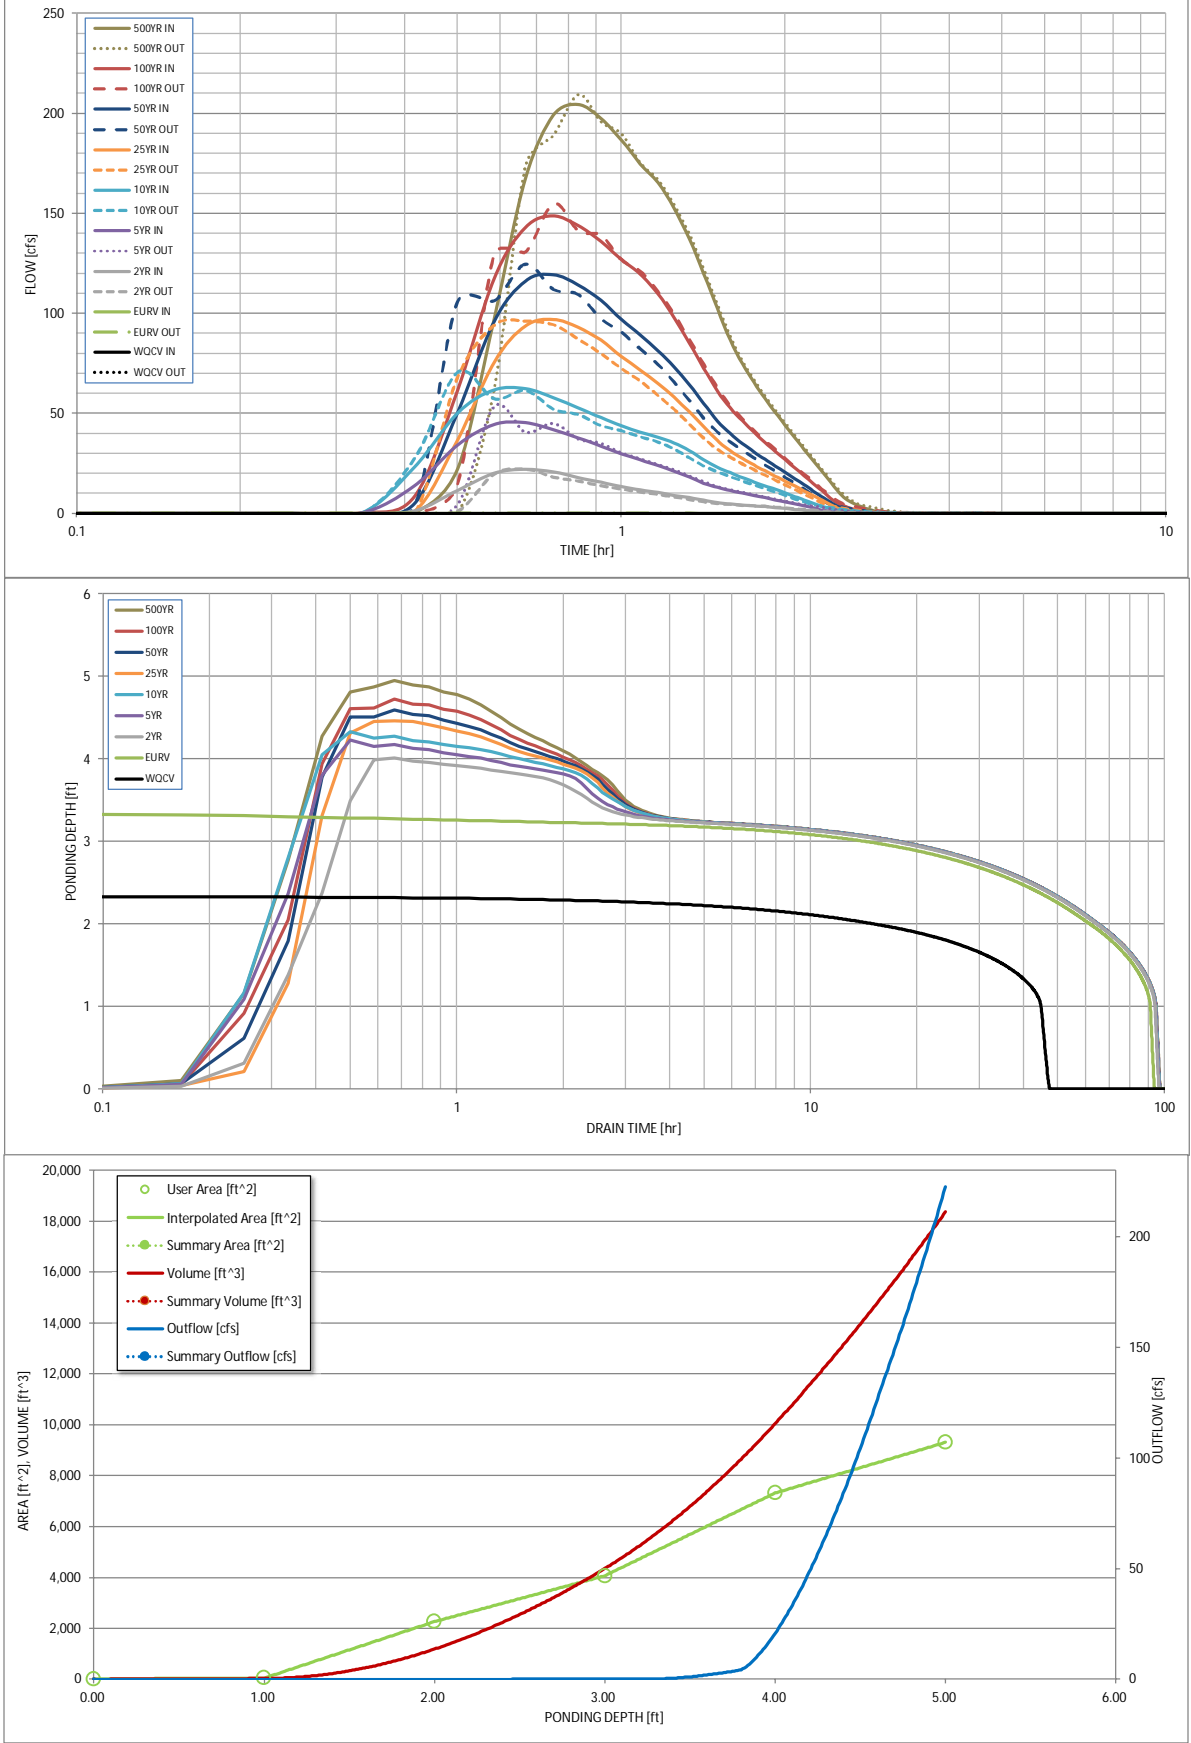 250
200
150
100
50
0
FLOW [cfs]
500YR IN
500YR OUT
100YR IN
100YR OUT
50YR IN
50YR OUT
25YR IN
25YR OUT
10YR IN
10YR OUT
5YR IN
5YR OUT
2YR IN
2YR OUT
EURV IN
EURV OUT
WQCV IN
WQCV OUT
0.1 1 10
TIME [hr]
6
5
4
3
2
1
0
PONDING DEPTH [ft]
500YR
100YR
50YR
25YR
10YR
5YR
2YR
EURV
WQCV
0.1 1 10 100
DRAIN TIME [hr]
20,000
18,000
16,000
14,000
12,000
10,000
8,000
6,000
4,000
2,000
0
AREA [ft^2], VOLUME [ft^3]
User Area [ft^2]
Interpolated Area [ft^2]
Summary Area [ft^2]
Volume [ft^3]
Summary Volume [ft^3]
Outflow [cfs]
Summary Outflow [cfs]
200
150
100
50
0
OUTFLOW [cfs]
0.00 1.00 2.00 3.00 4.00 5.00 6.00
PONDING DEPTH [ft]